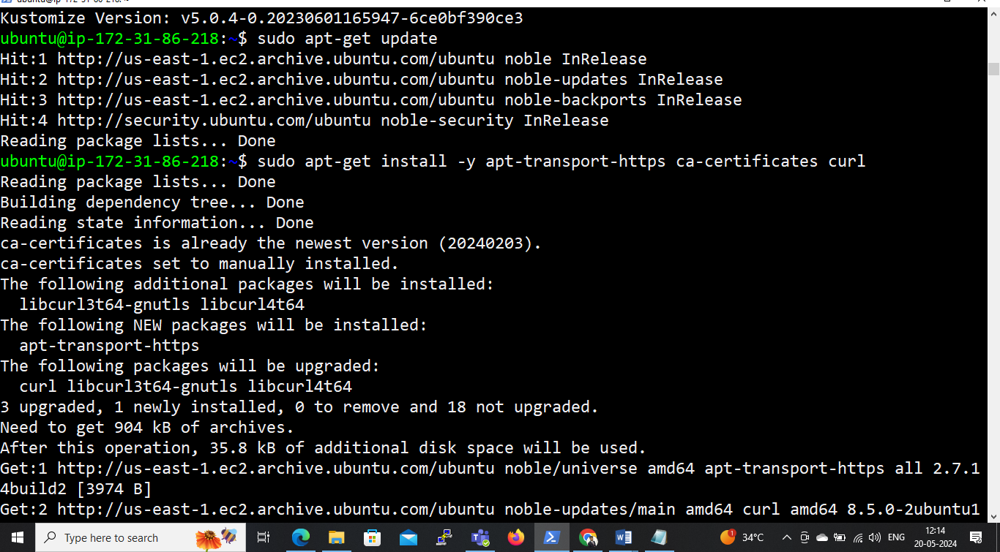 Kustomize Version: v5.0.4-0.20230601165947-6ce0bf390ce3
ubuntu@ip-172-31-86-218:~$ sudo apt-get update
Hit:1 http://us-east-1.ec2.archive.ubuntu.com/ubuntu noble InRelease
Hit:2 http://us-east-1.ec2.archive.ubuntu.com/ubuntu noble-updates InRelease
Hit:3 http://us-east-1.ec2.archive.ubuntu.com/ubuntu noble-backports InRelease
Hit:4 http://security.ubuntu.com/ubuntu noble-security InRelease
Reading package lists... Done
ubuntu@ip-172-31-86-218:~$ sudo apt-get install -y apt-transport-https ca-certificates curl
Reading package lists... Done
Building dependency tree... Done
Reading state information... Done
ca-certificates is already the newest version (20240203).
ca-certificates set to manually installed.
The following additional packages will be installed:
  libcurl3t64-gnutls libcurl4t64
The following NEW packages will be installed:
  apt-transport-https
The following packages will be upgraded:
  curl libcurl3t64-gnutls libcurl4t64
3 upgraded, 1 newly installed, 0 to remove and 18 not upgraded.
Need to get 904 kB of archives.
After this operation, 35.8 kB of additional disk space will be used.
Get:1 http://us-east-1.ec2.archive.ubuntu.com/ubuntu noble/universe amd64 apt-transport-https all 2.7.1
4build2 [3974 B]
Get:2 http://us-east-1.ec2.archive.ubuntu.com/ubuntu noble-updates/main amd64 curl amd64 8.5.0-2ubuntu1
Type here to search
1
34°C
ENG
12:14
20-05-2024